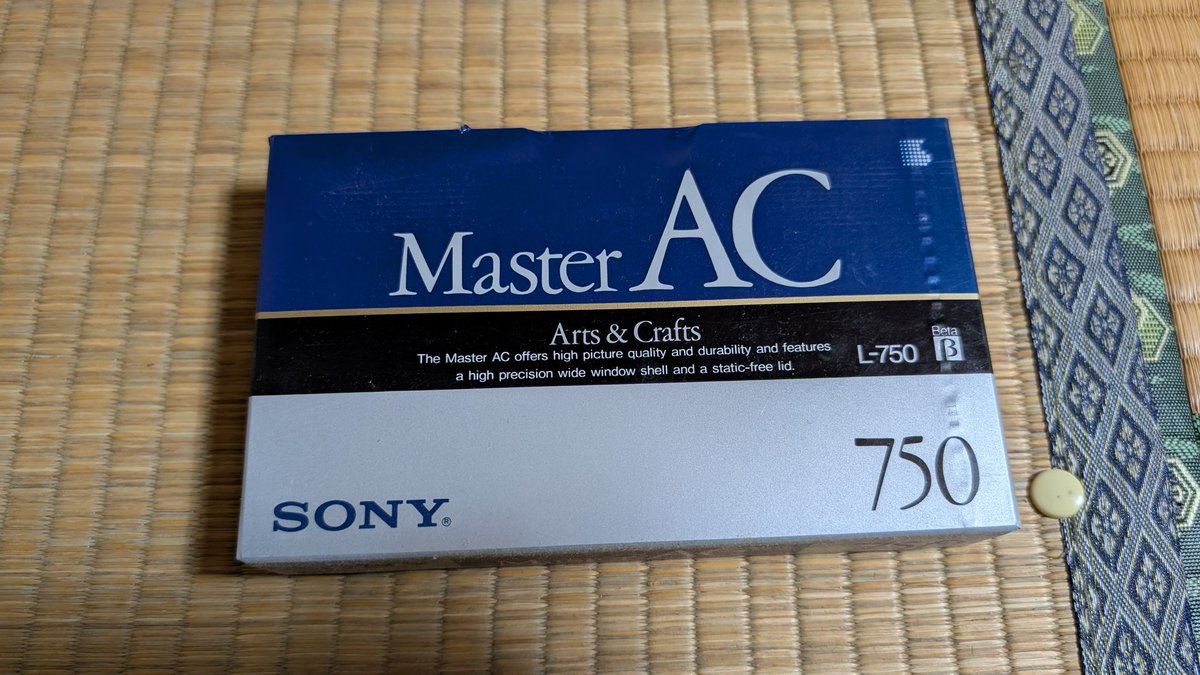 Master AC
Arts & Crafts
The Master AC offers high picture quality and durability and features
a high precision wide window shell and a static-free lid.
L-750
Beta
β
750
SONY®